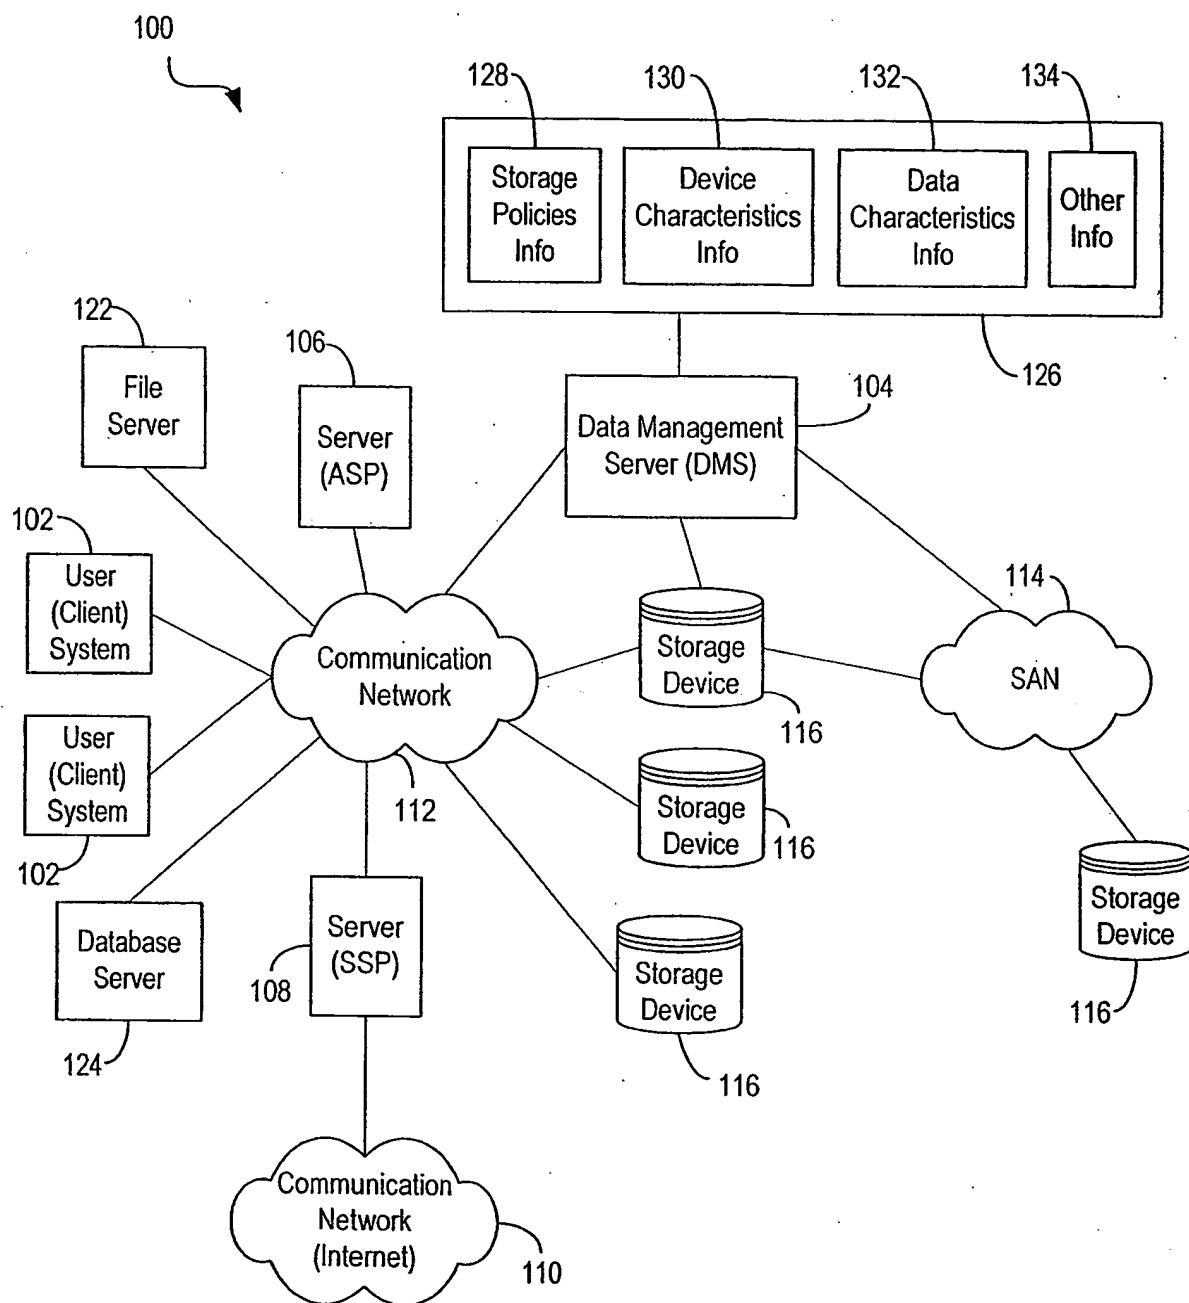 100
128
130
132
134
Storage
Policies
Info
Device
Characteristics
Info
Data
Characteristics
Info
Other
Info
126
122
File
Server
106
Server
(ASP)
104
Data Management
Server (DMS)
102
User
(Client)
System
114
SAN
Communication
Network
112
Storage
Device
116
User
(Client)
System
102
Storage
Device
116
Storage
Device
116
Database
Server
124
Server
(SSP)
108
Storage
Device
116
Communication
Network
(Internet)
110